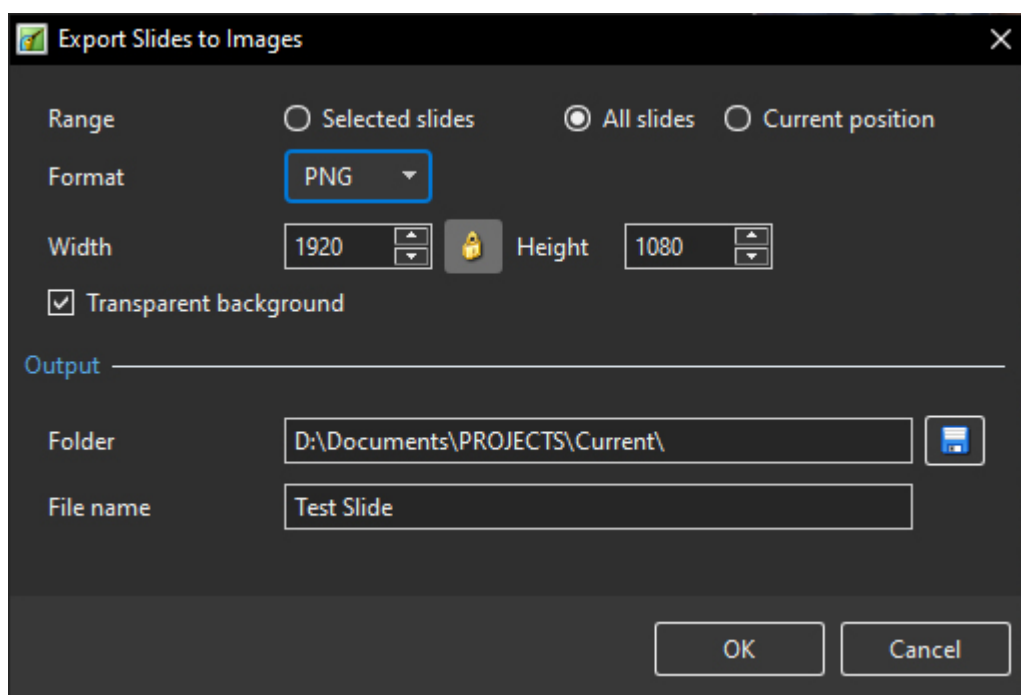 Export Slides to Images
Range Selected slides All slides Current position
Format PNG
Width 1920 Height 1080
Transparent background
Output
Folder D:\Documents\PROJECTS\Current\
File name Test Slide
OK Cancel